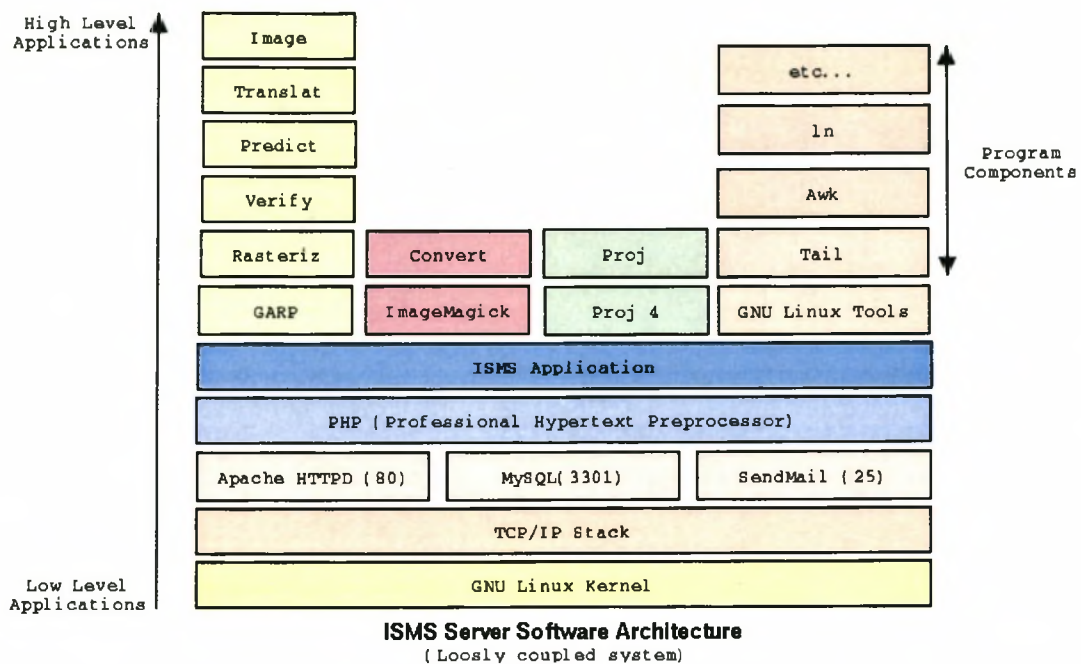 High Level
Applications
Image
Translat
Predict
Verify
Rasteriz
GARP
Convert
ImageMagick
Proj
Proj 4
etc...
ln
Awk
Tail
GNU Linux Tools
Program
Components
ISMS Application
PHP (Professional Hypertext Preprocessor)
Apache HTTPD (80)
MySQL(3301)
SendMail (25)
TCP/IP Stack
GNU Linux Kernel
Low Level
Applications
ISMS Server Software Architecture
(Loosly coupled system)